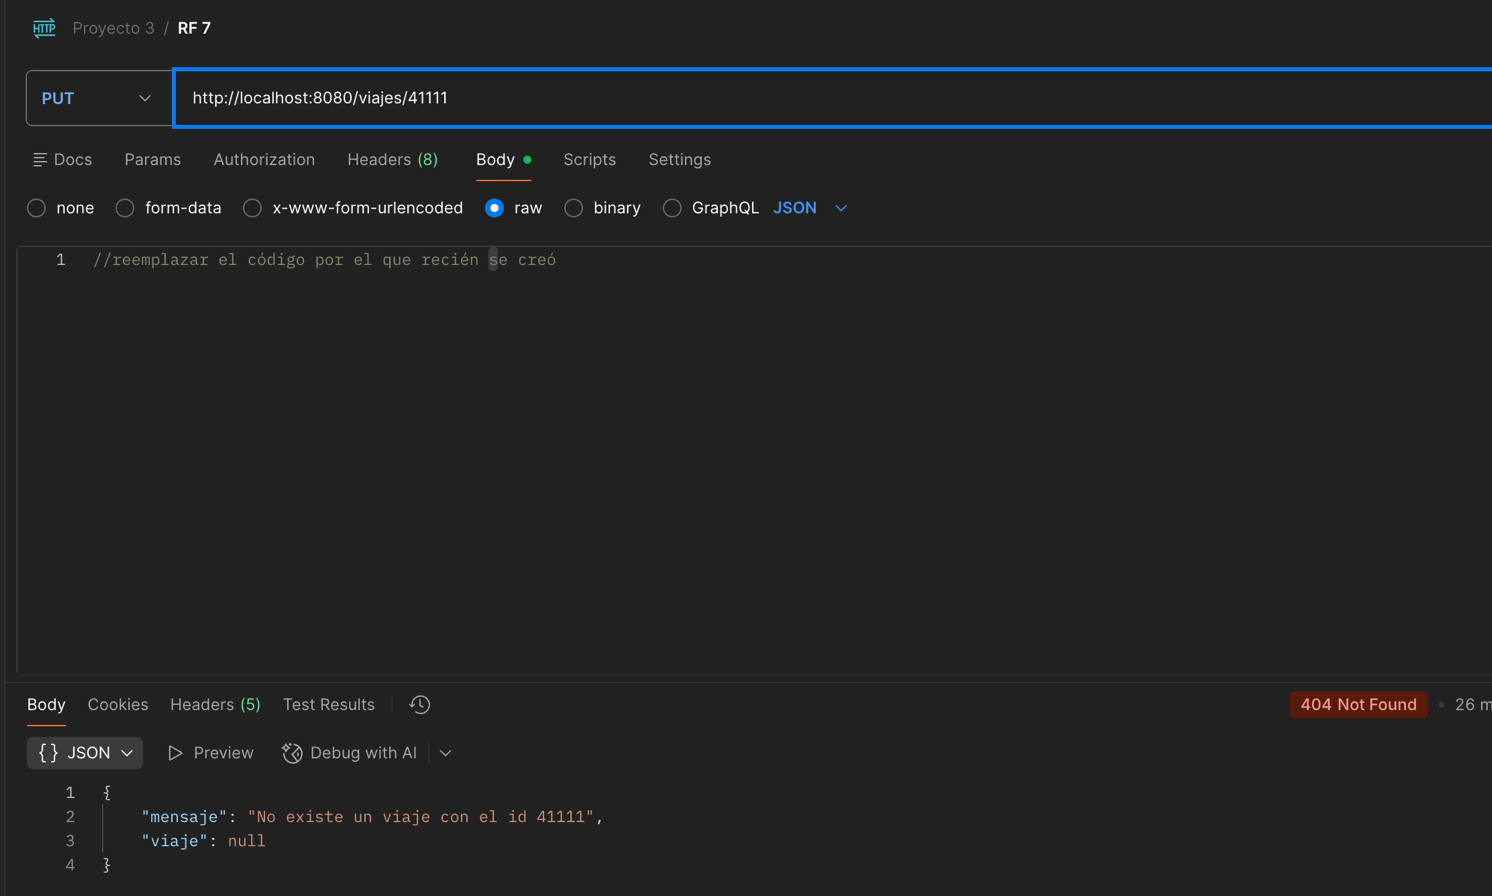 HTTP Proyecto 3 / RF 7
PUT http://localhost:8080/viajes/41111
Docs Params Authorization Headers (8) Body Scripts Settings
none form-data x-www-form-urlencoded raw binary GraphQL JSON
1 //reemplazar el código por el que recién se creó
Body Cookies Headers (5) Test Results 404 Not Found • 26 m
{} JSON Preview Debug with AI
1 {
2 "mensaje": "No existe un viaje con el id 41111",
3 "viaje": null
4 }